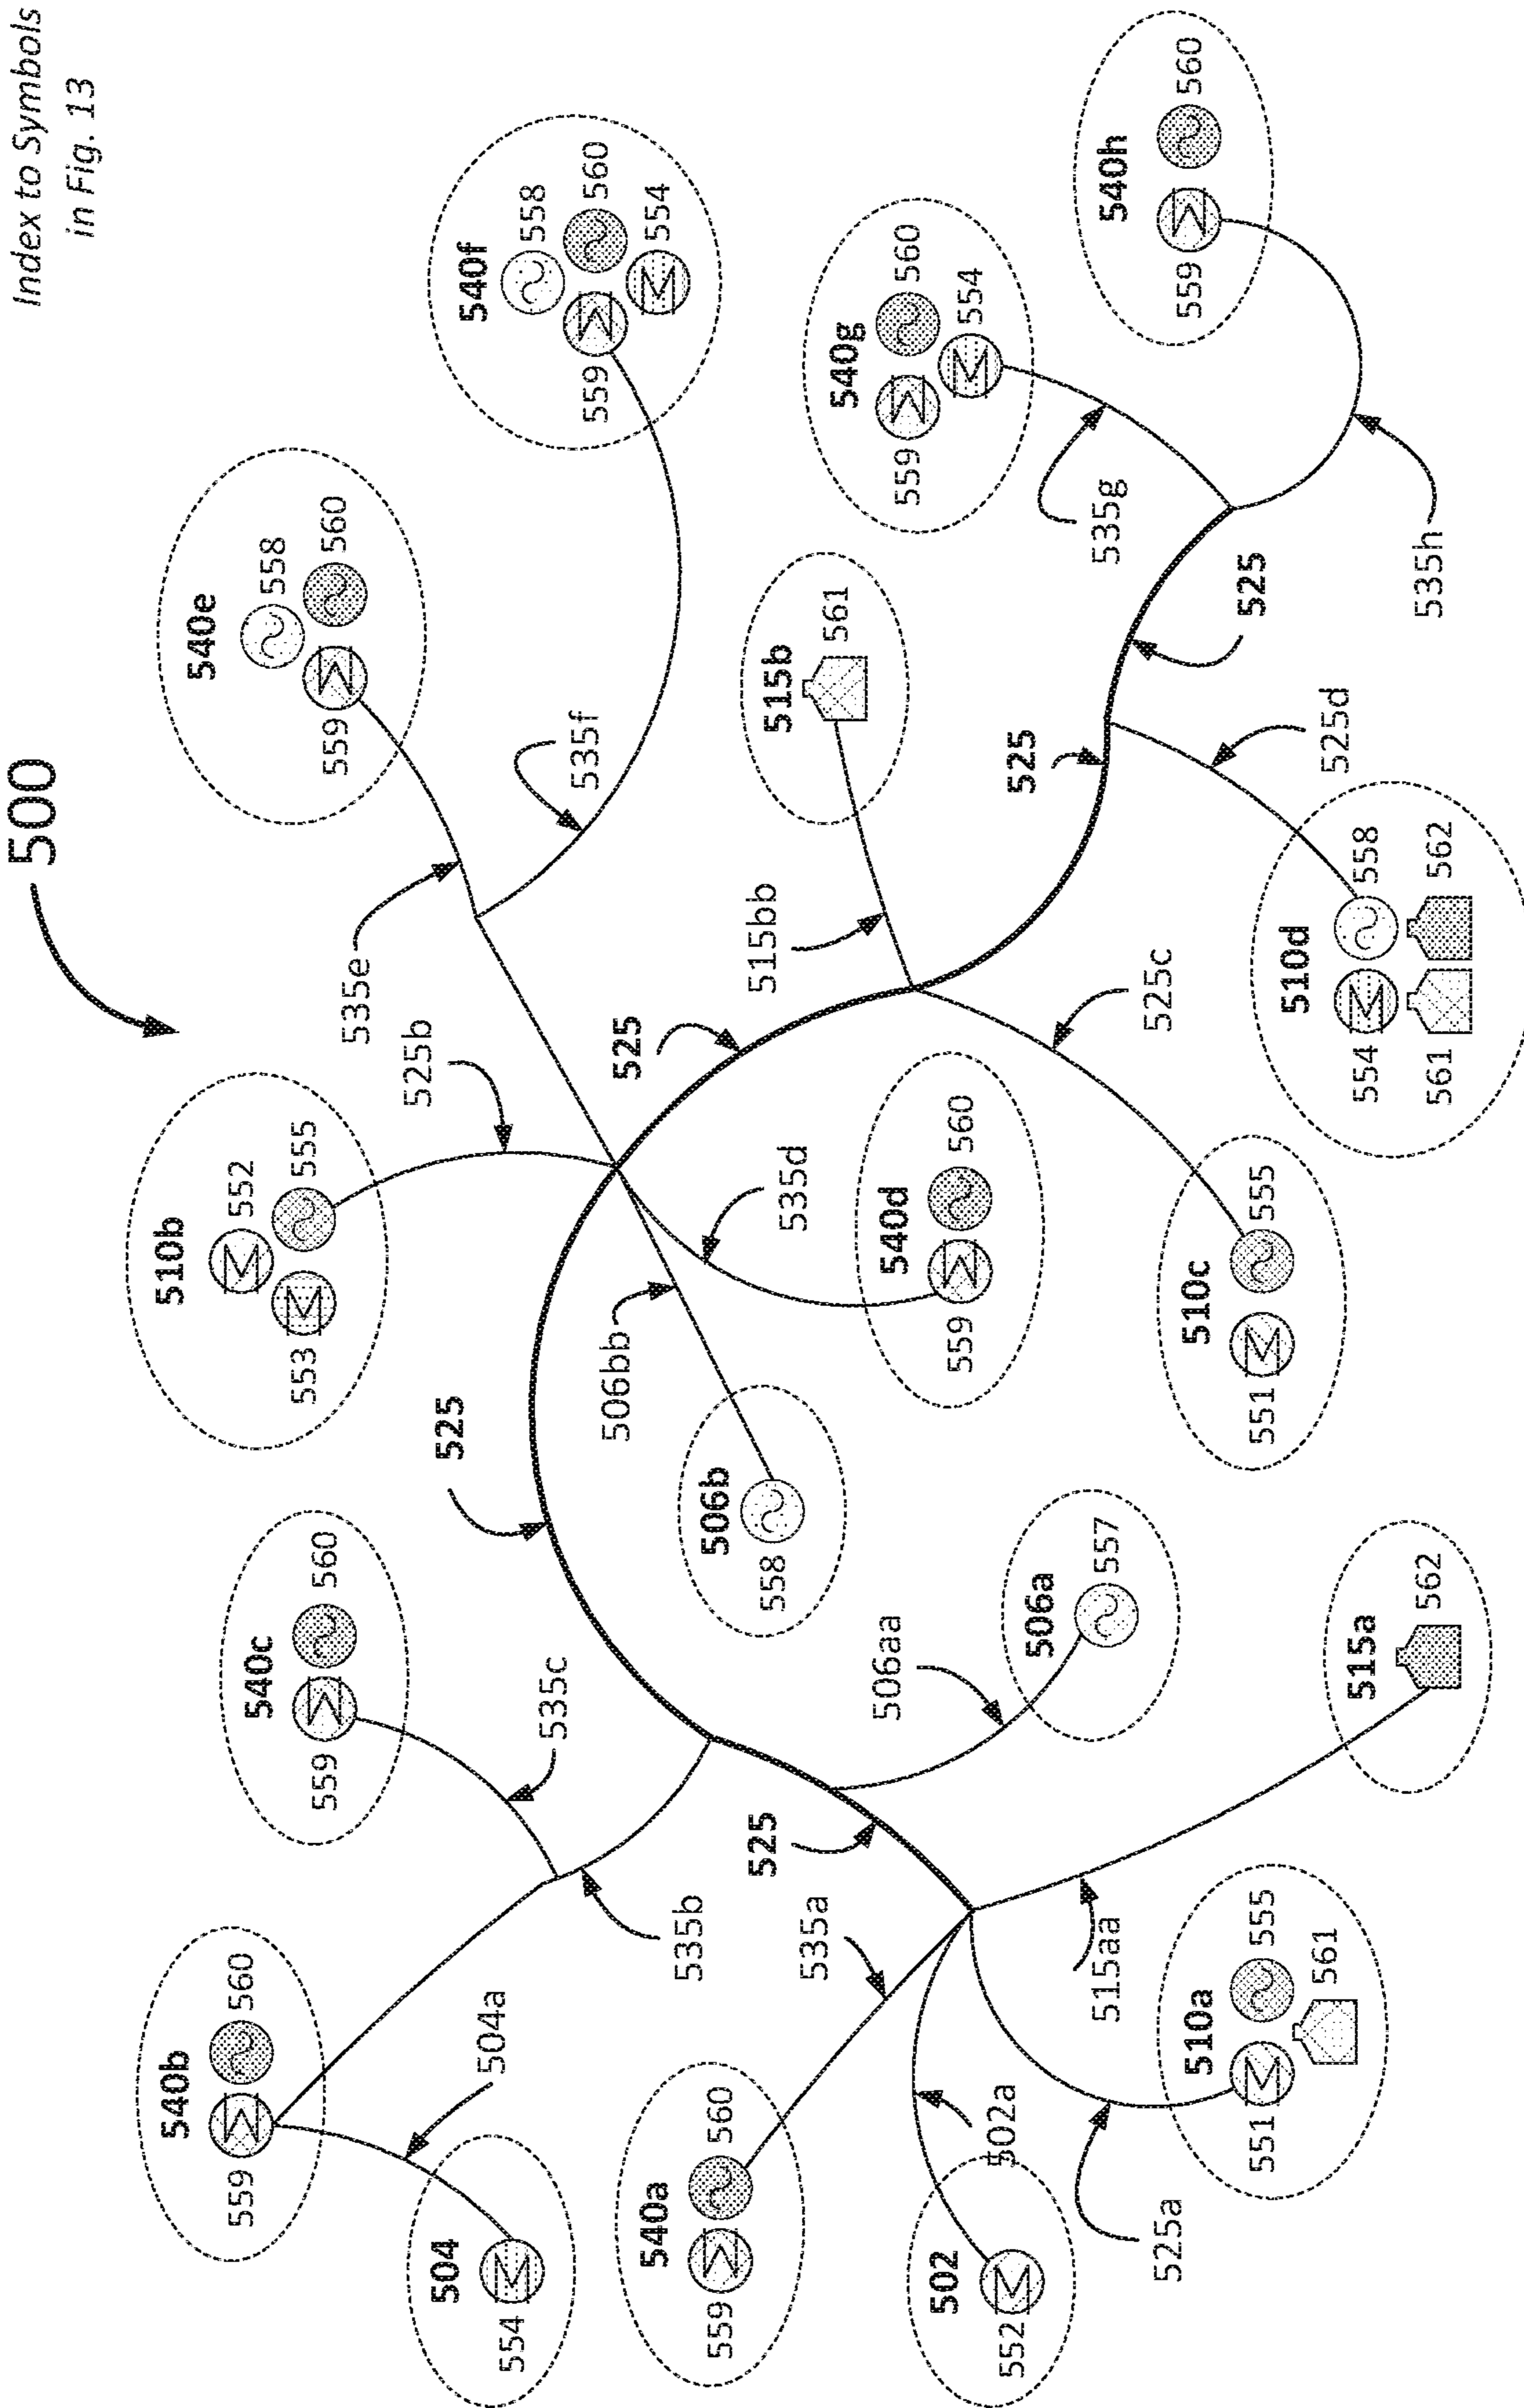 Index to Symbols
in Fig. 13
500
540b
559
560
504a
504
554
540c
559
560
535c
535b
540a
559
560
535a
502
552
502a
525a
510a
551
555
561
515aa
515a
562
525
506aa
506a
557
525
506b
558
506bb
510b
553
552
555
525b
535d
540d
559
560
535e
540e
559
558
560
535f
540f
559
558
560
554
525
515bb
515b
561
525c
510c
551
555
525
525d
510d
554
558
561
562
525
535g
540g
559
560
554
535h
540h
559
560